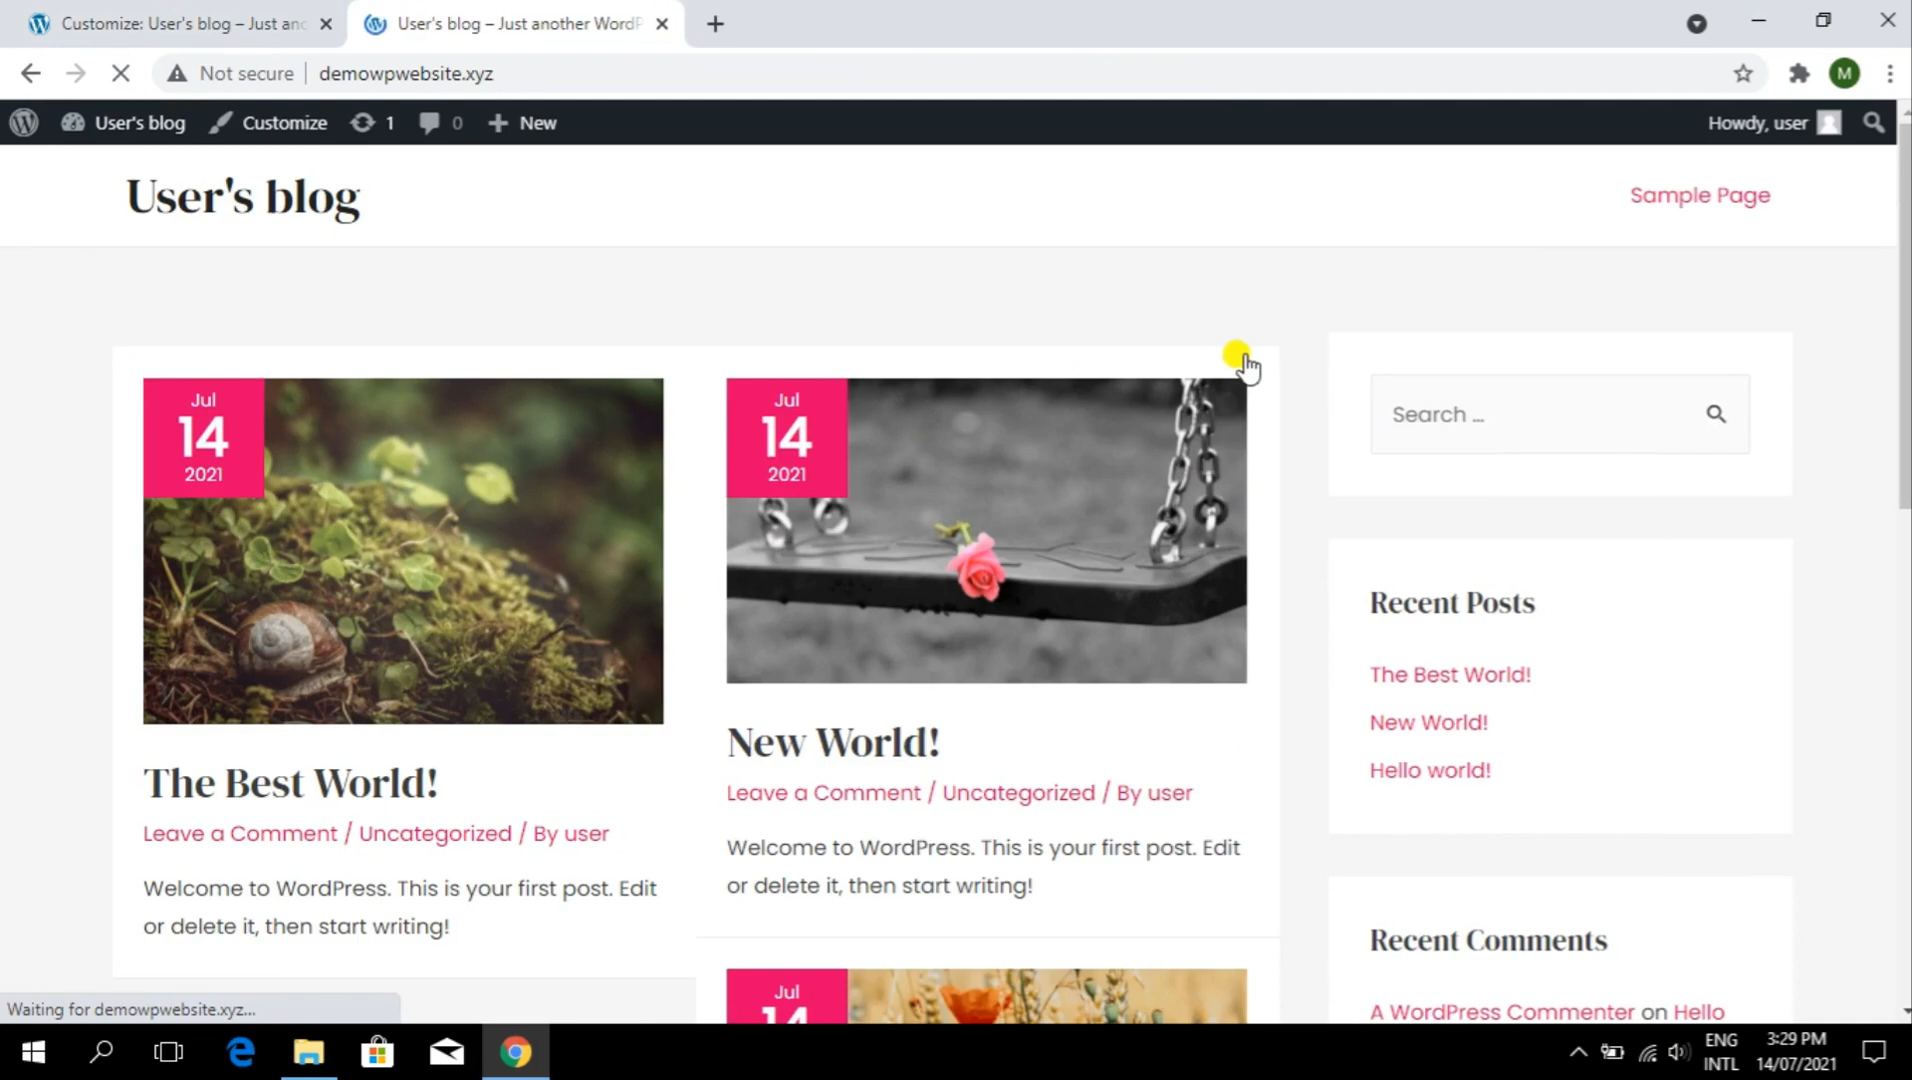 Customize: User's blog – Just an
User's blog – Just another WordP
Not secure
demowpwebsite.xyz
User's blog
Customize
1
0
New
Howdy, user
User's blog
Sample Page
Jul
14
2021
The Best World!
Leave a Comment / Uncategorized / By user
Welcome to WordPress. This is your first post. Edit
or delete it, then start writing!
Jul
14
2021
New World!
Leave a Comment / Uncategorized / By user
Welcome to WordPress. This is your first post. Edit
or delete it, then start writing!
Jul
14
Search ...
Recent Posts
The Best World!
New World!
Hello world!
Recent Comments
A WordPress Commenter on Hello
Waiting for demowpwebsite.xyz...
M
ENG
INTL
3:29 PM
14/07/2021